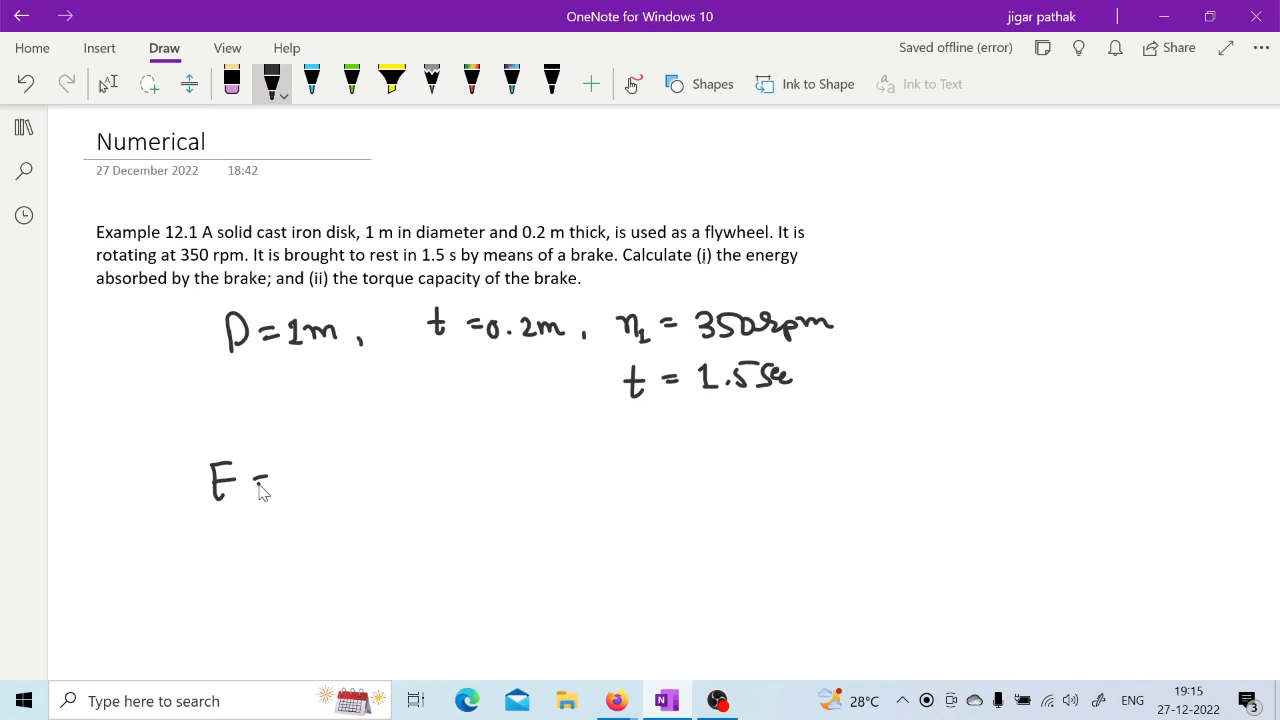 OneNote for Windows 10
jigar pathak
Home Insert Draw View Help
Saved offline (error)
Share
Shapes
Ink to Shape
Ink to Text
Numerical
27 December 2022 18:42
Example 12.1 A solid cast iron disk, 1 m in diameter and 0.2 m thick, is used as a flywheel. It is
rotating at 350 rpm. It is brought to rest in 1.5 s by means of a brake. Calculate (i) the energy
absorbed by the brake; and (ii) the torque capacity of the brake.
D = 1m , t = 0.2m , n1 = 350rpm
t = 1.5sec
E =
Type here to search
28°C
ENG
19:15
27-12-2022
3